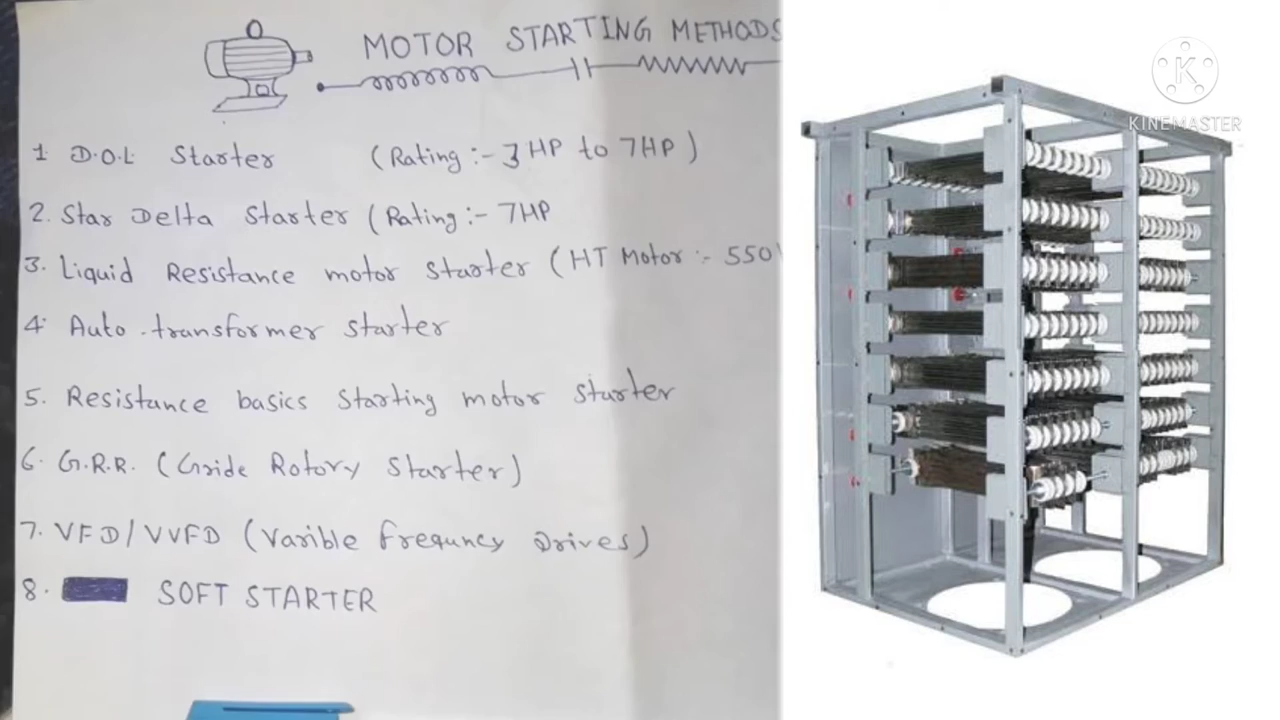 MOTOR STARTING METHODS
1 D.O.L Starter (Rating :- 3 HP to 7HP)
2. Star Delta Starter (Rating :- 7HP
3. Liquid Resistance motor starter (HT Motor :- 550
4. Auto.transformer starter
5. Resistance basics starting motor starter
6. G.R.R. (Gride Rotory Starter)
7. VFD/VVFD (Varible frequncy Drives)
8. SOFT STARTER
K
KINEMASTER